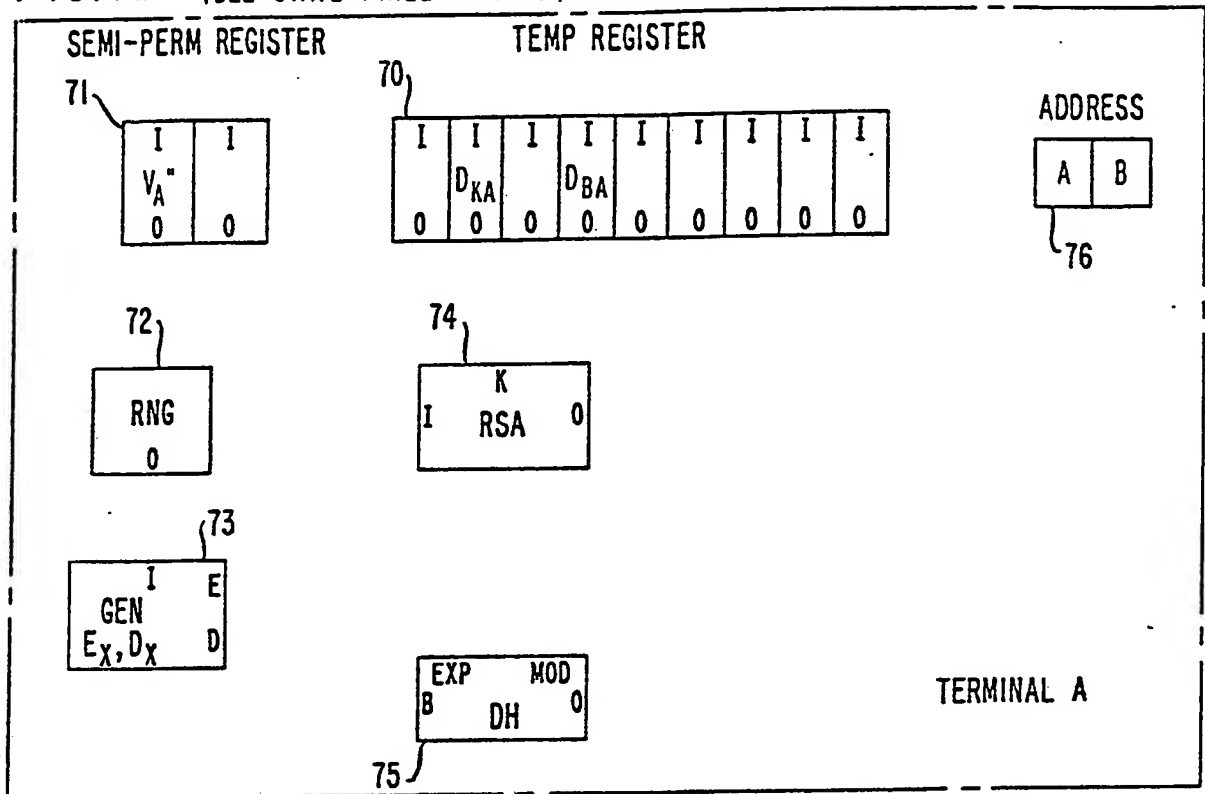 SEMI-PERM REGISTER TEMP REGISTER
71 70
ADDRESS
I I I I I I I I I I I
V_A" D_KA D_BA A B
0 0 0 0 0 0 0 0 0 0 0
76
72 74
K
RNG I RSA 0
0
73
I E
GEN
E_X, D_X D
EXP MOD
B DH 0
TERMINAL A
75